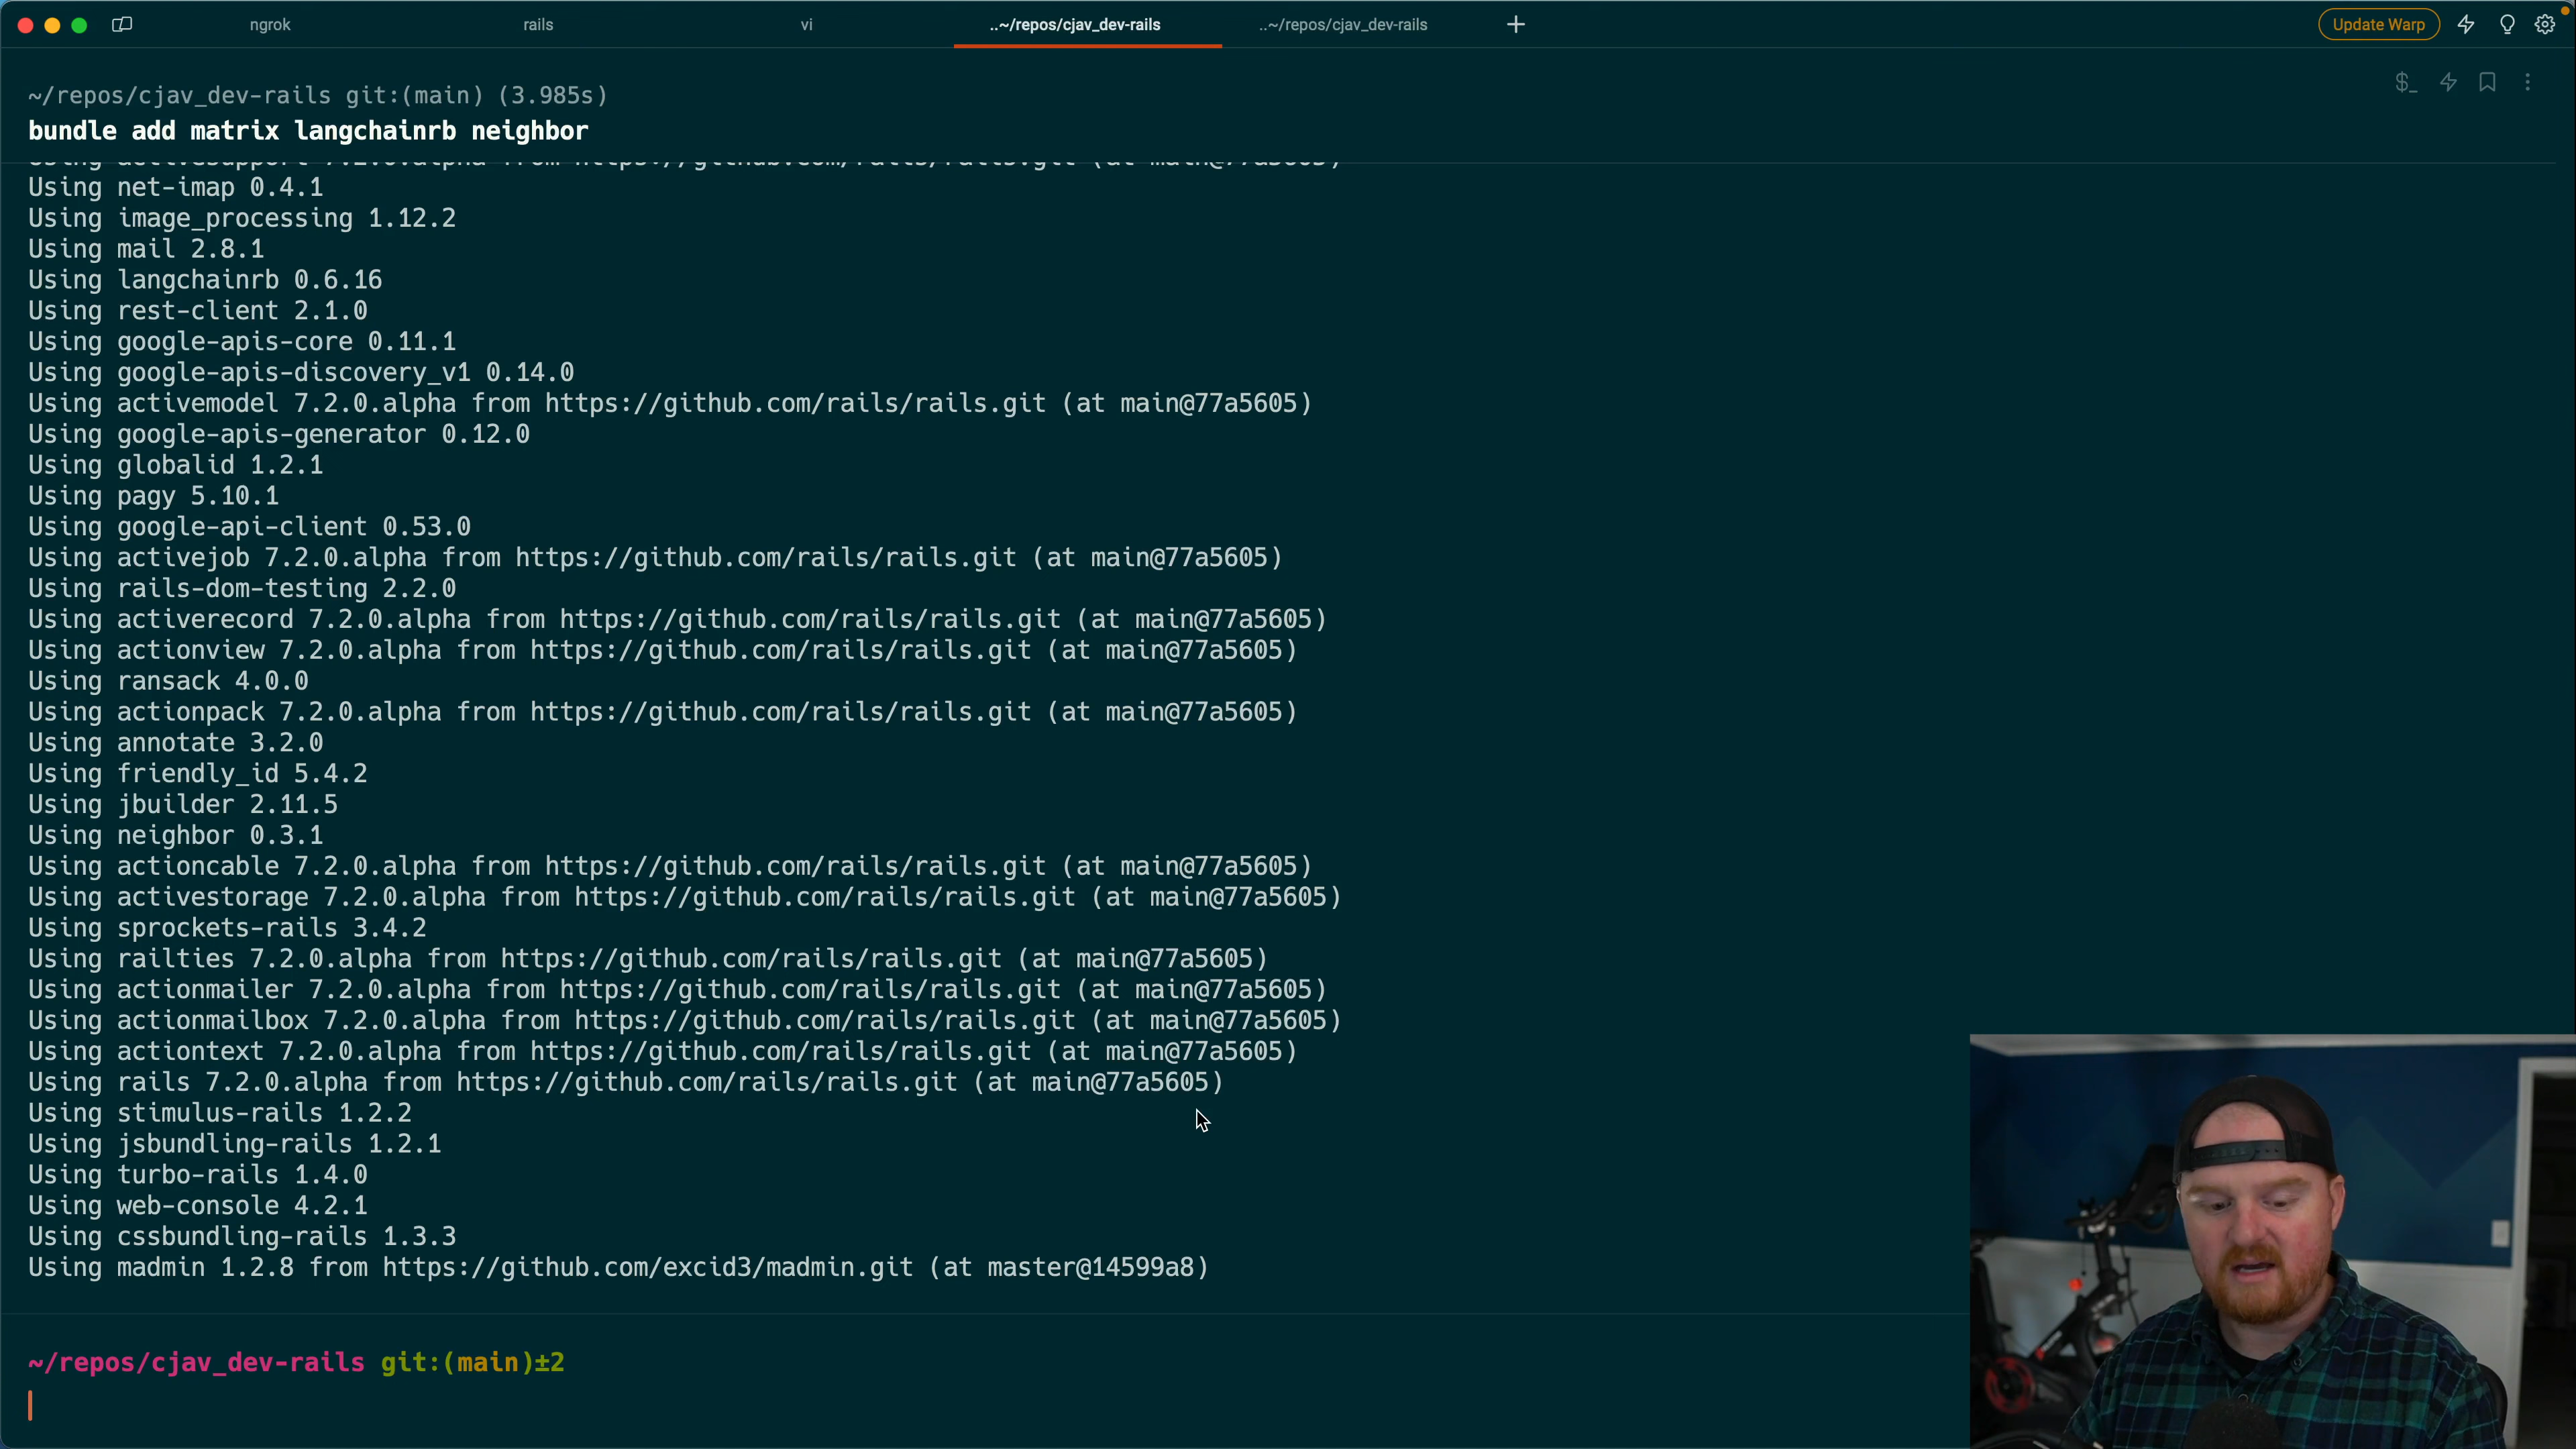 ngrok
rails
vi
..~/repos/cjav_dev-rails
..~/repos/cjav_dev-rails
Update Warp
~/repos/cjav_dev-rails git:(main) (3.985s)
bundle add matrix langchainrb neighbor
Using activesupport 7.2.0.alpha from https://github.com/rails/rails.git (at main@77a5605)
Using net-imap 0.4.1
Using image_processing 1.12.2
Using mail 2.8.1
Using langchainrb 0.6.16
Using rest-client 2.1.0
Using google-apis-core 0.11.1
Using google-apis-discovery_v1 0.14.0
Using activemodel 7.2.0.alpha from https://github.com/rails/rails.git (at main@77a5605)
Using google-apis-generator 0.12.0
Using globalid 1.2.1
Using pagy 5.10.1
Using google-api-client 0.53.0
Using activejob 7.2.0.alpha from https://github.com/rails/rails.git (at main@77a5605)
Using rails-dom-testing 2.2.0
Using activerecord 7.2.0.alpha from https://github.com/rails/rails.git (at main@77a5605)
Using actionview 7.2.0.alpha from https://github.com/rails/rails.git (at main@77a5605)
Using ransack 4.0.0
Using actionpack 7.2.0.alpha from https://github.com/rails/rails.git (at main@77a5605)
Using annotate 3.2.0
Using friendly_id 5.4.2
Using jbuilder 2.11.5
Using neighbor 0.3.1
Using actioncable 7.2.0.alpha from https://github.com/rails/rails.git (at main@77a5605)
Using activestorage 7.2.0.alpha from https://github.com/rails/rails.git (at main@77a5605)
Using sprockets-rails 3.4.2
Using railties 7.2.0.alpha from https://github.com/rails/rails.git (at main@77a5605)
Using actionmailer 7.2.0.alpha from https://github.com/rails/rails.git (at main@77a5605)
Using actionmailbox 7.2.0.alpha from https://github.com/rails/rails.git (at main@77a5605)
Using actiontext 7.2.0.alpha from https://github.com/rails/rails.git (at main@77a5605)
Using rails 7.2.0.alpha from https://github.com/rails/rails.git (at main@77a5605)
Using stimulus-rails 1.2.2
Using jsbundling-rails 1.2.1
Using turbo-rails 1.4.0
Using web-console 4.2.1
Using cssbundling-rails 1.3.3
Using madmin 1.2.8 from https://github.com/excid3/madmin.git (at master@14599a8)
~/repos/cjav_dev-rails git:(main)±2